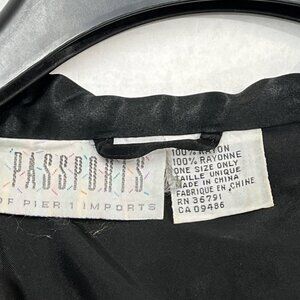 PASSPORTS
OF PIER 1 IMPORTS
100% RAYON
100% RAYONNE
ONE SIZE ONLY
TAILLE UNIQUE
MADE IN CHINA
FABRIQUE EN CHINE
RN 36791
CA 09486